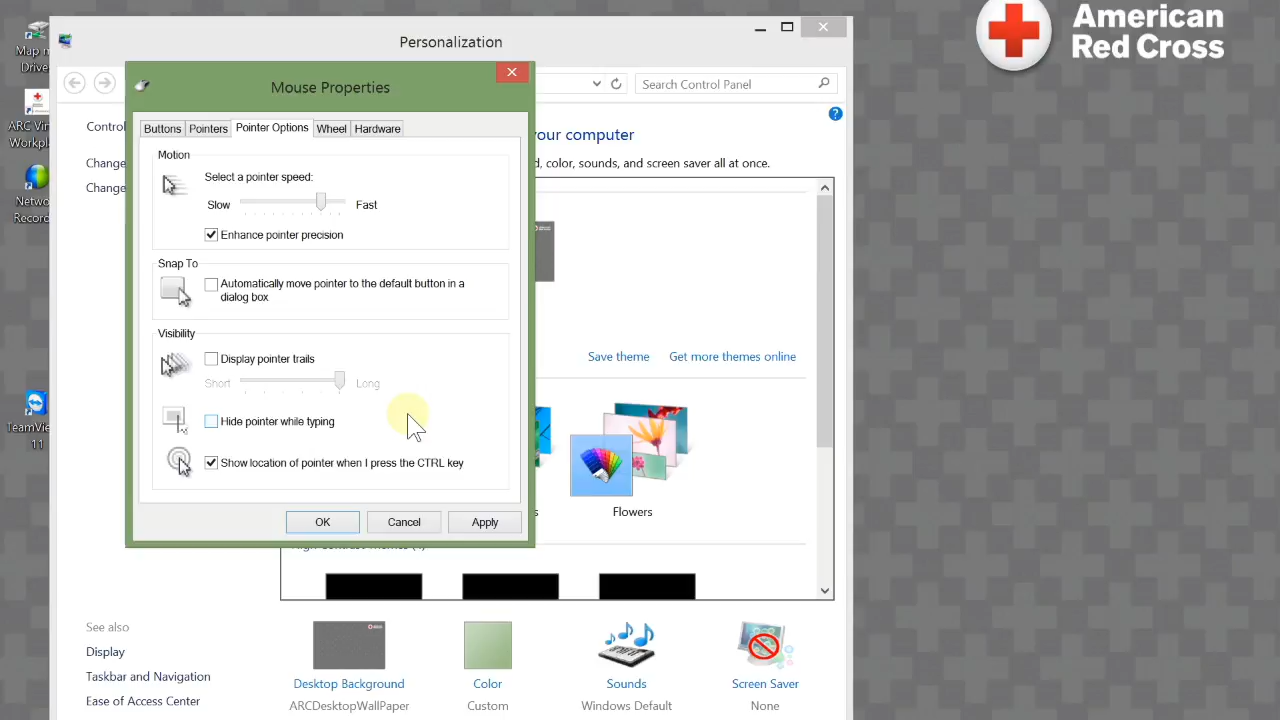 American
Red Cross
Map n
Drive
ARC Vir
Workpla
Netwo
Record
TeamVie
11
Personalization
Search Control Panel
Contro
Change
Change
your computer
d, color, sounds, and screen saver all at once.
Mouse Properties
Buttons Pointers Pointer Options Wheel Hardware
Motion
Select a pointer speed:
Slow Fast
Enhance pointer precision
Snap To
Automatically move pointer to the default button in a
dialog box
Visibility
Display pointer trails
Short Long
Hide pointer while typing
Show location of pointer when I press the CTRL key
OK Cancel Apply
Save theme Get more themes online
s Flowers
See also
Display
Taskbar and Navigation
Ease of Access Center
Desktop Background Color Sounds Screen Saver
ARCDesktopWallPaper Custom Windows Default None